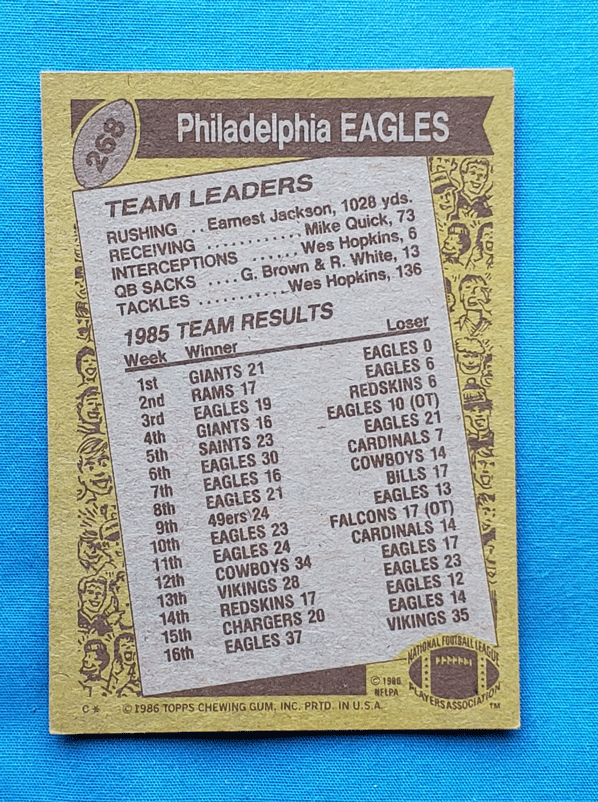 268
Philadelphia EAGLES
TEAM LEADERS
RUSHING .. Earnest Jackson, 1028 yds.
RECEIVING ............ Mike Quick, 73
INTERCEPTIONS ...... Wes Hopkins, 6
QB SACKS .... G. Brown & R. White, 13
TACKLES ............ Wes Hopkins, 136
1985 TEAM RESULTS
Week Winner Loser
1st GIANTS 21 EAGLES 0
2nd RAMS 17 EAGLES 6
3rd EAGLES 19 REDSKINS 6
4th GIANTS 16 EAGLES 10 (OT)
5th SAINTS 23 EAGLES 21
6th EAGLES 30 CARDINALS 7
7th EAGLES 16 COWBOYS 14
8th EAGLES 21 BILLS 17
9th 49ers 24 EAGLES 13
10th EAGLES 23 FALCONS 17 (OT)
11th EAGLES 24 CARDINALS 14
12th COWBOYS 34 EAGLES 17
13th VIKINGS 28 EAGLES 23
14th REDSKINS 17 EAGLES 12
15th CHARGERS 20 EAGLES 14
16th EAGLES 37 VIKINGS 35
NATIONAL FOOTBALL LEAGUE
PLAYERS ASSOCIATION
TM
© 1986
NFLPA
C* © 1986 TOPPS CHEWING GUM, INC. PRTD. IN U.S.A.